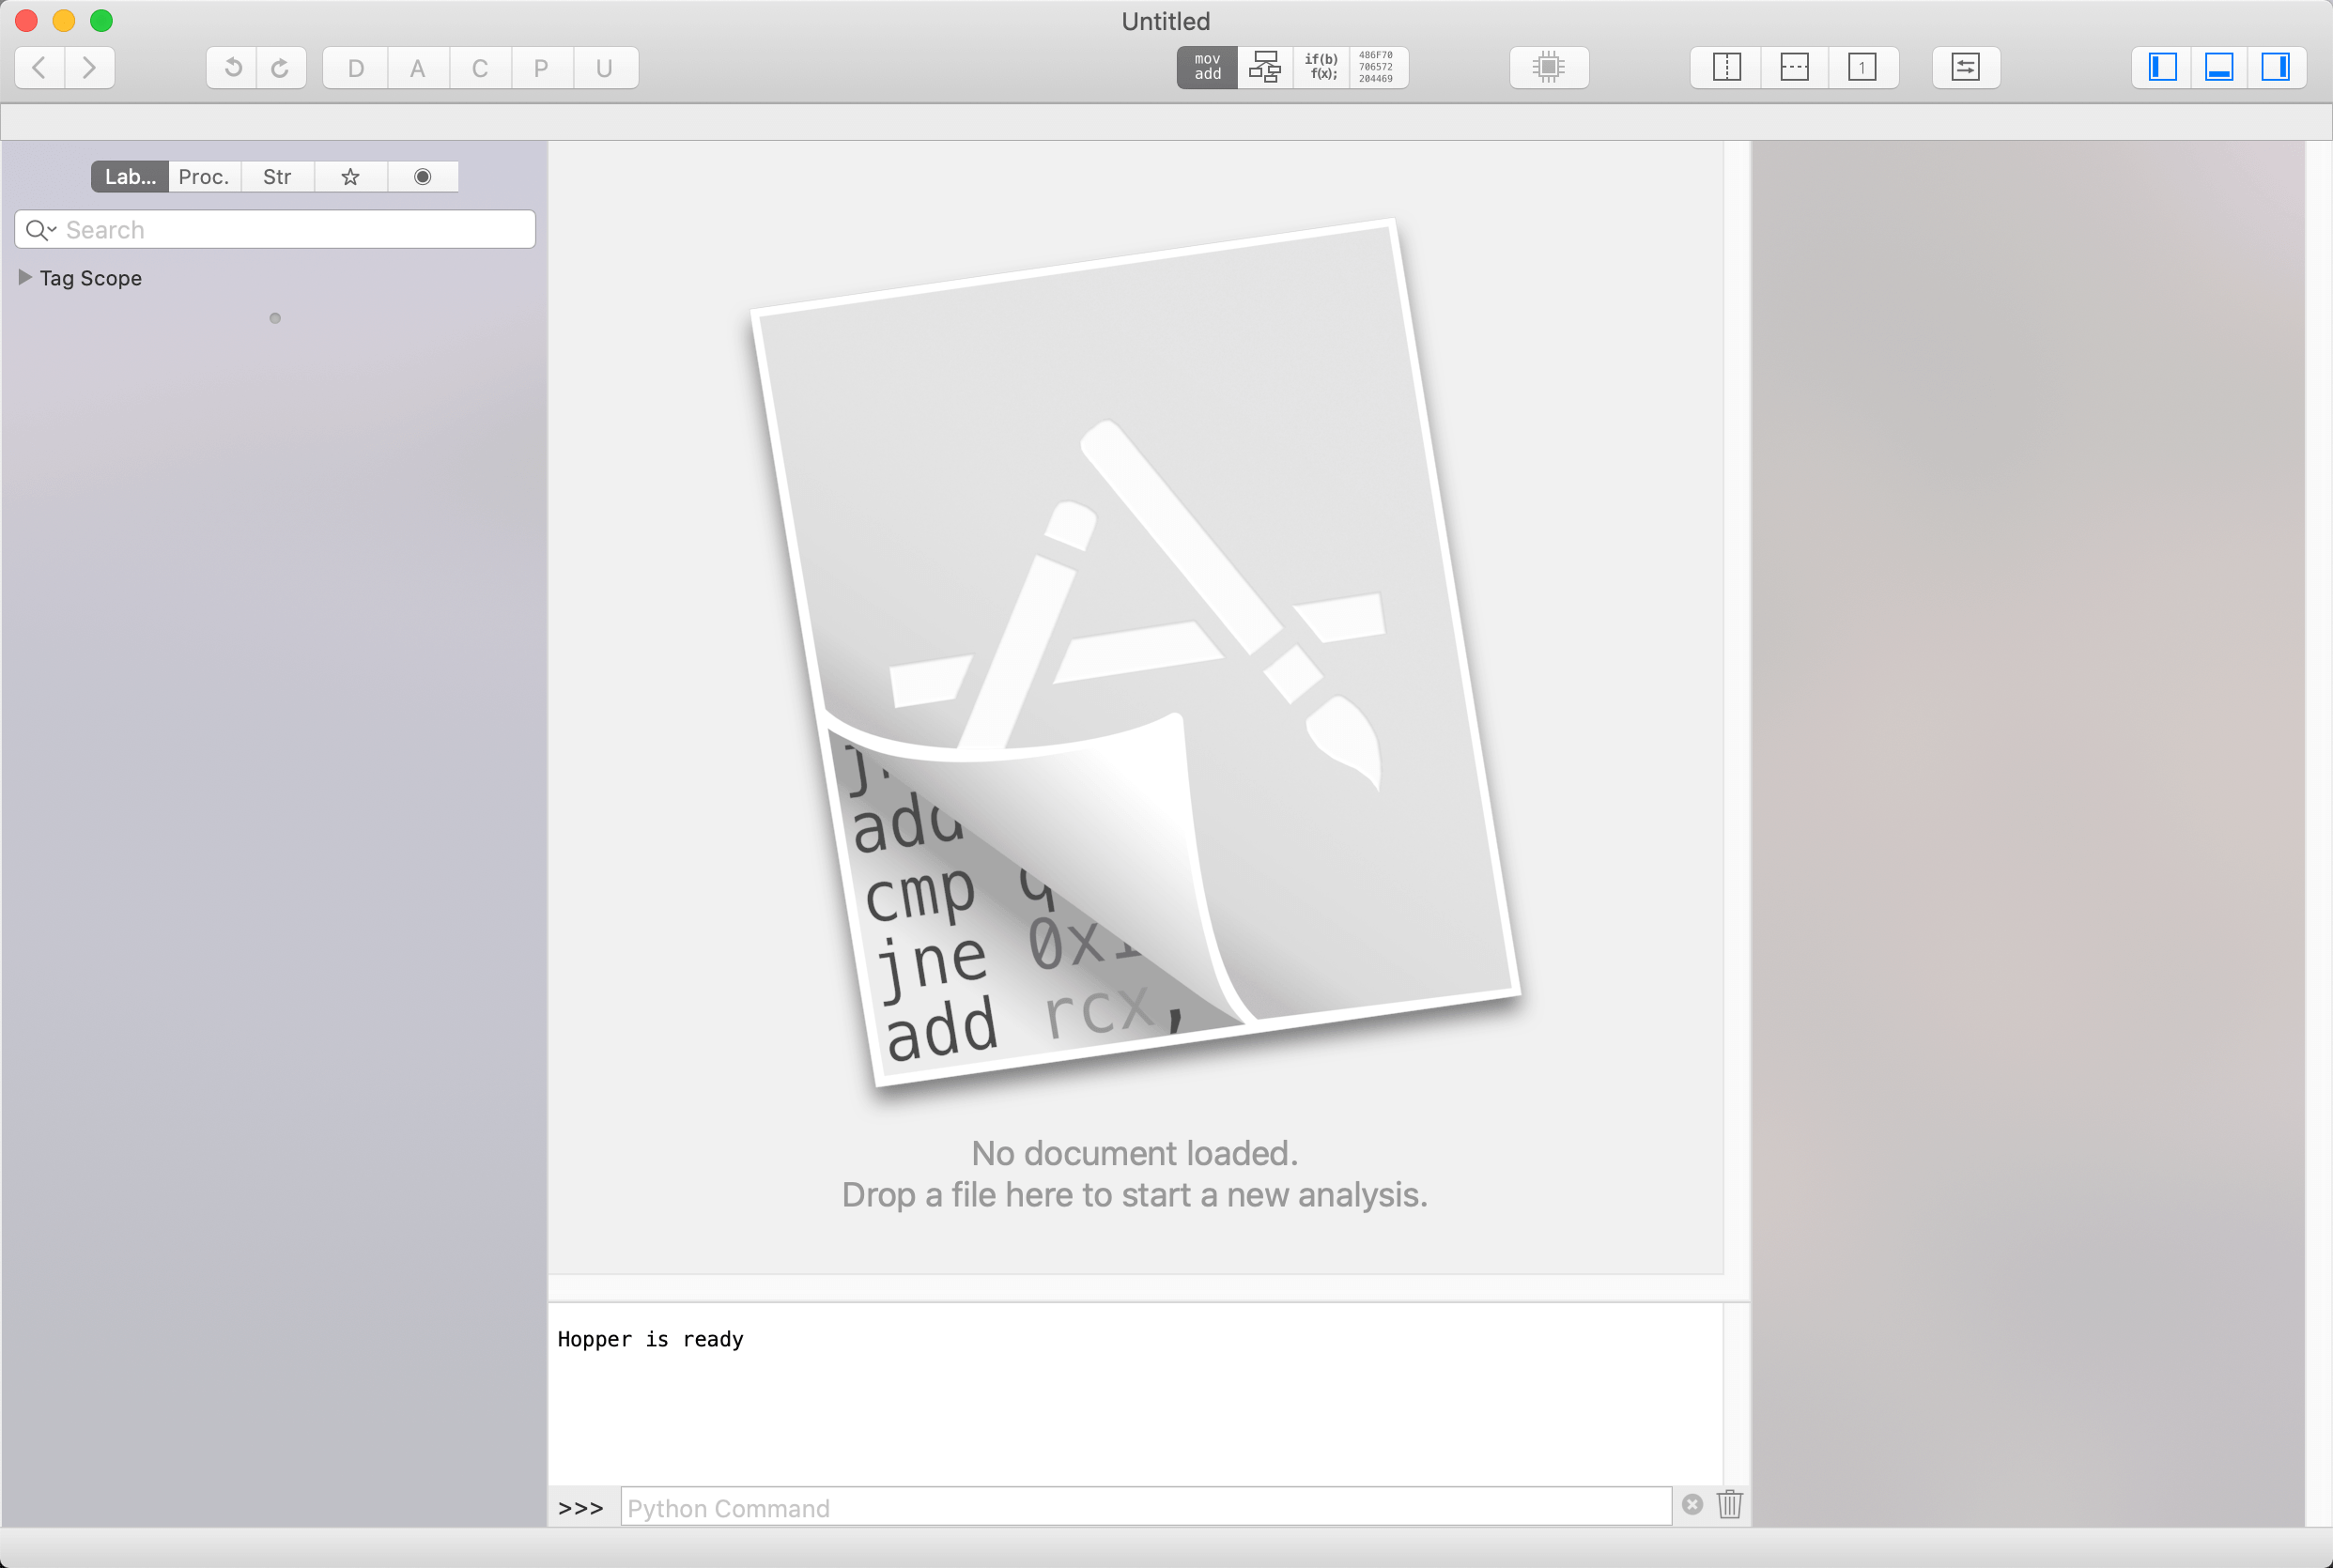 Untitled
D A C P U
mov
add
if(b)
f(x);
486F70
706572
204469
1
Lab... Proc. Str
Search
Tag Scope
add
cmp q
jne 0x1
add rcx,
No document loaded.
Drop a file here to start a new analysis.
Hopper is ready
>>> Python Command